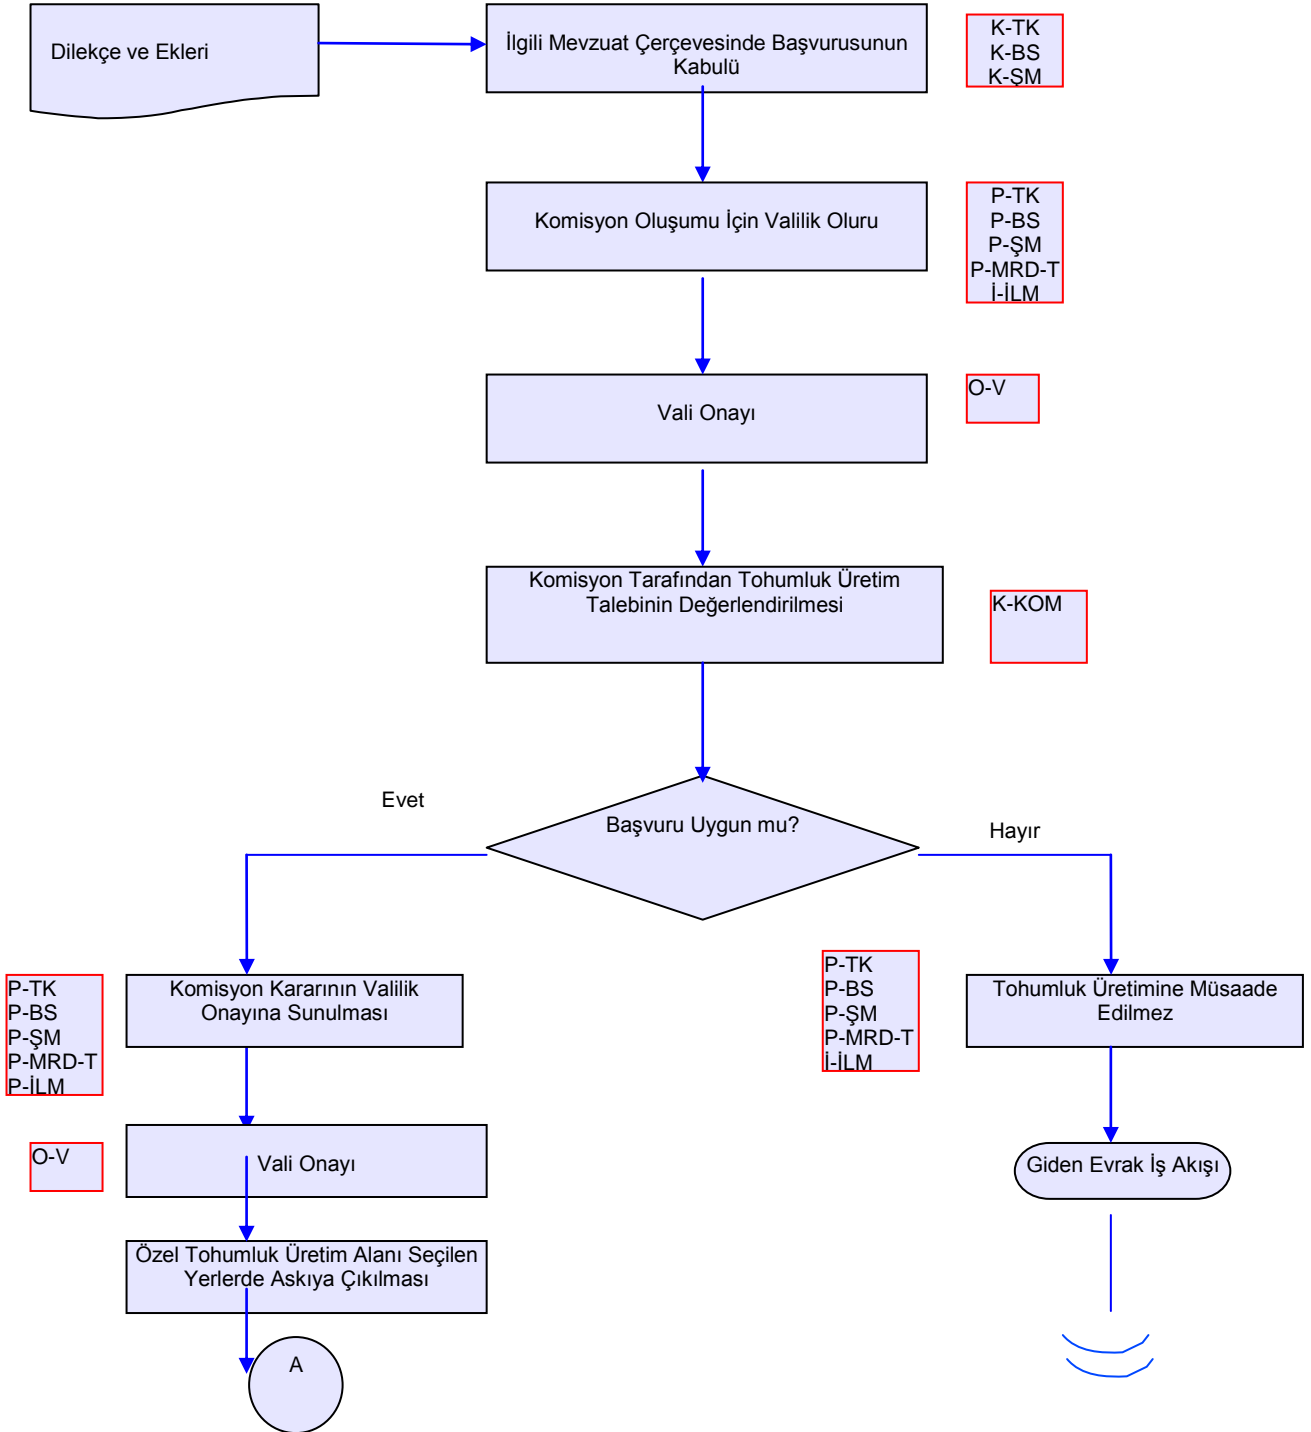 Dilekçe ve Ekleri
İlgili Mevzuat Çerçevesinde Başvurusunun
Kabulü
K-TK
K-BS
K-ŞM
Komisyon Oluşumu İçin Valilik Oluru
P-TK
P-BS
P-ŞM
P-MRD-T
İ-İLM
Vali Onayı
O-V
Komisyon Tarafından Tohumluk Üretim
Talebinin Değerlendirilmesi
K-KOM
Evet
Başvuru Uygun mu?
Hayır
P-TK
P-BS
P-ŞM
P-MRD-T
P-İLM
Komisyon Kararının Valilik
Onayına Sunulması
P-TK
P-BS
P-ŞM
P-MRD-T
İ-İLM
Tohumluk Üretimine Müsaade
Edilmez
O-V
Vali Onayı
Giden Evrak İş Akışı
Özel Tohumluk Üretim Alanı Seçilen
Yerlerde Askıya Çıkılması
A